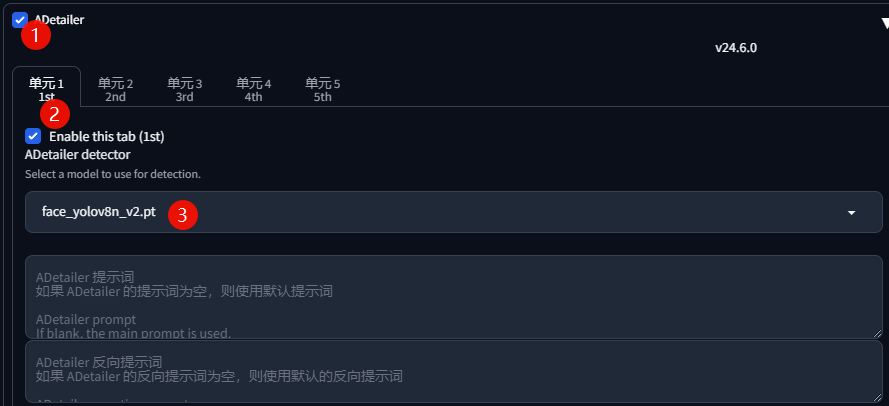 ADetailer
1
v24.6.0
单元 1 单元 2 单元 3 单元 4 单元 5
1st 2nd 3rd 4th 5th
2
Enable this tab (1st)
ADetailer detector
Select a model to use for detection.
face_yolov8n_v2.pt 3
ADetailer 提示词
如果 ADetailer 的提示词为空，则使用默认提示词
ADetailer prompt
If blank, the main prompt is used.
ADetailer 反向提示词
如果 ADetailer 的反向提示词为空，则使用默认的反向提示词